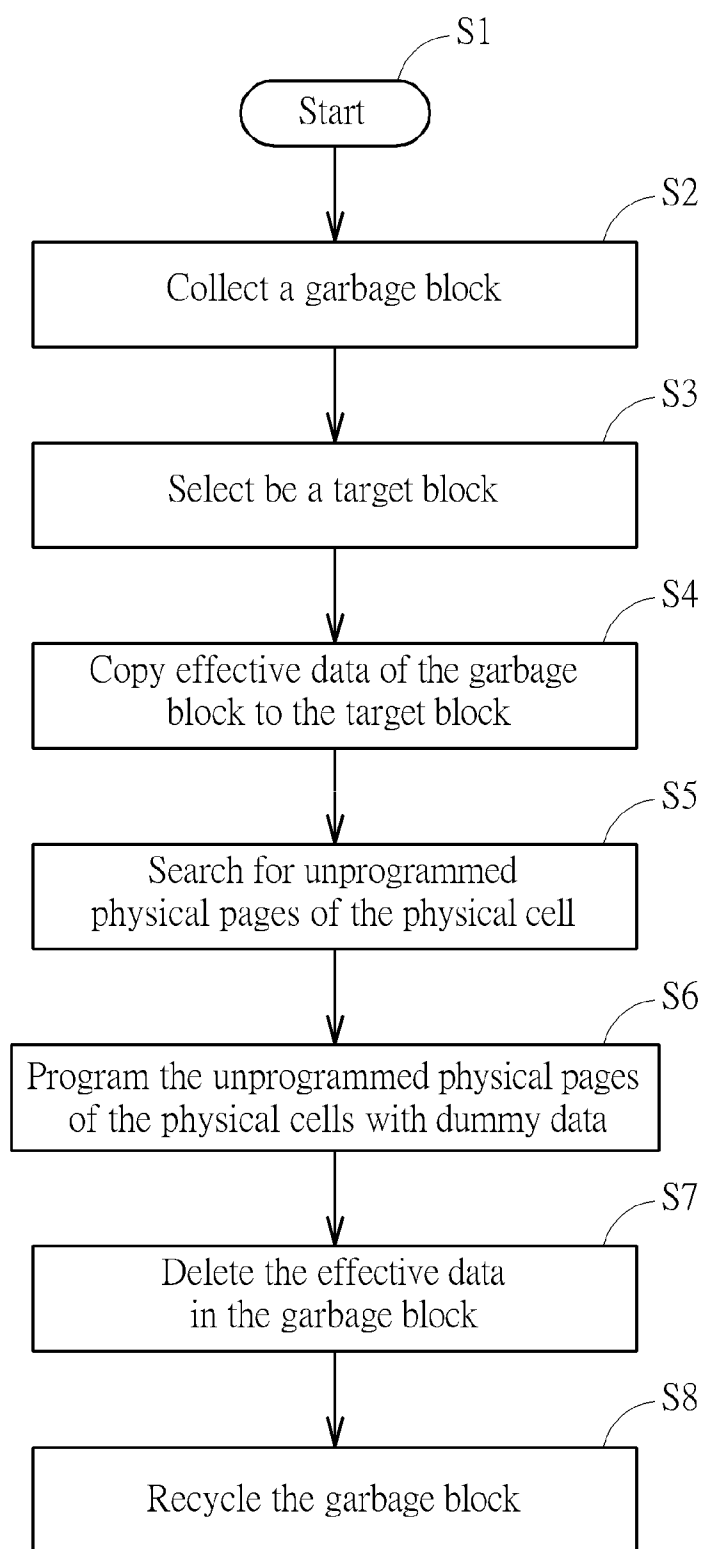 S1
Start
S2
Collect a garbage block
S3
Select be a target block
S4
Copy effective data of the garbage
block to the target block
S5
Search for unprogrammed
physical pages of the physical cell
S6
Program the unprogrammed physical pages
of the physical cells with dummy data
S7
Delete the effective data
in the garbage block
S8
Recycle the garbage block